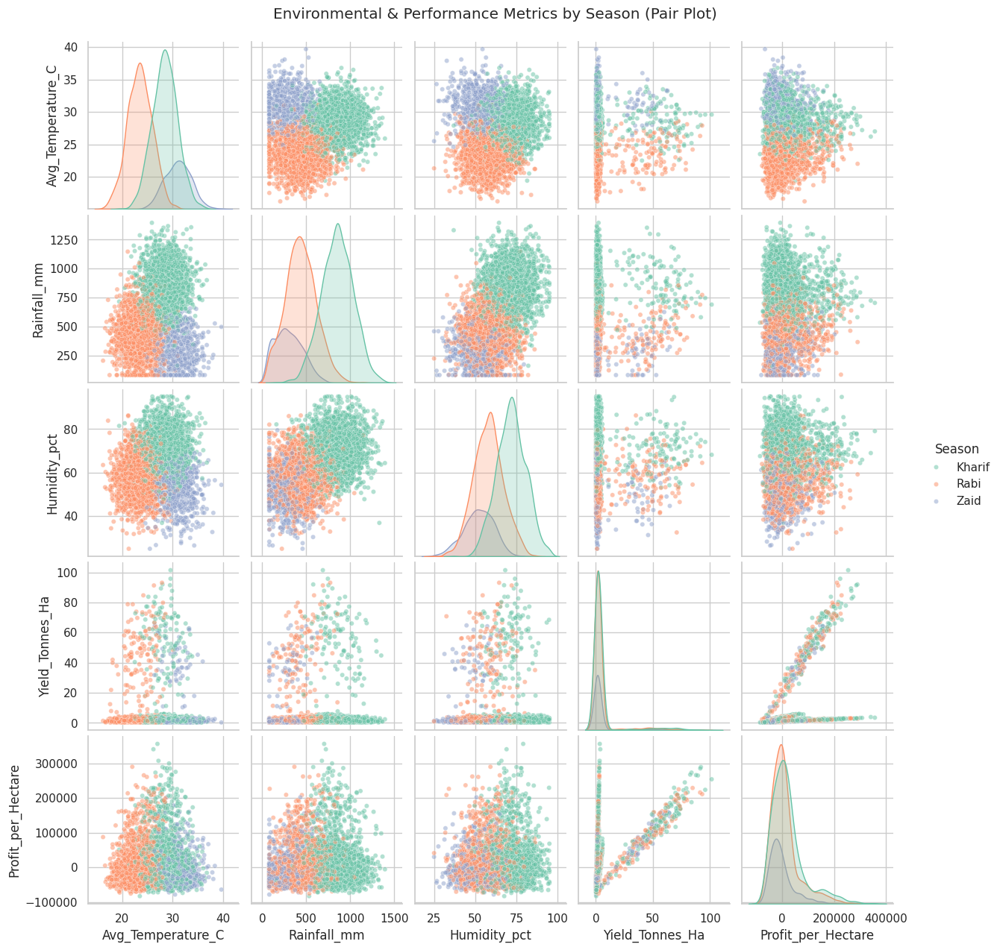 Environmental & Performance Metrics by Season (Pair Plot)
Avg_Temperature_C
40
35
30
25
20
Rainfall_mm
1250
1000
750
500
250
Humidity_pct
80
60
40
Season
Kharif
Rabi
Zaid
Yield_Tonnes_Ha
100
80
60
40
20
0
Profit_per_Hectare
300000
200000
100000
0
−100000
20 30 40
0 500 1000 1500
25 50 75 100
0 50 100
0 200000 400000
Avg_Temperature_C
Rainfall_mm
Humidity_pct
Yield_Tonnes_Ha
Profit_per_Hectare